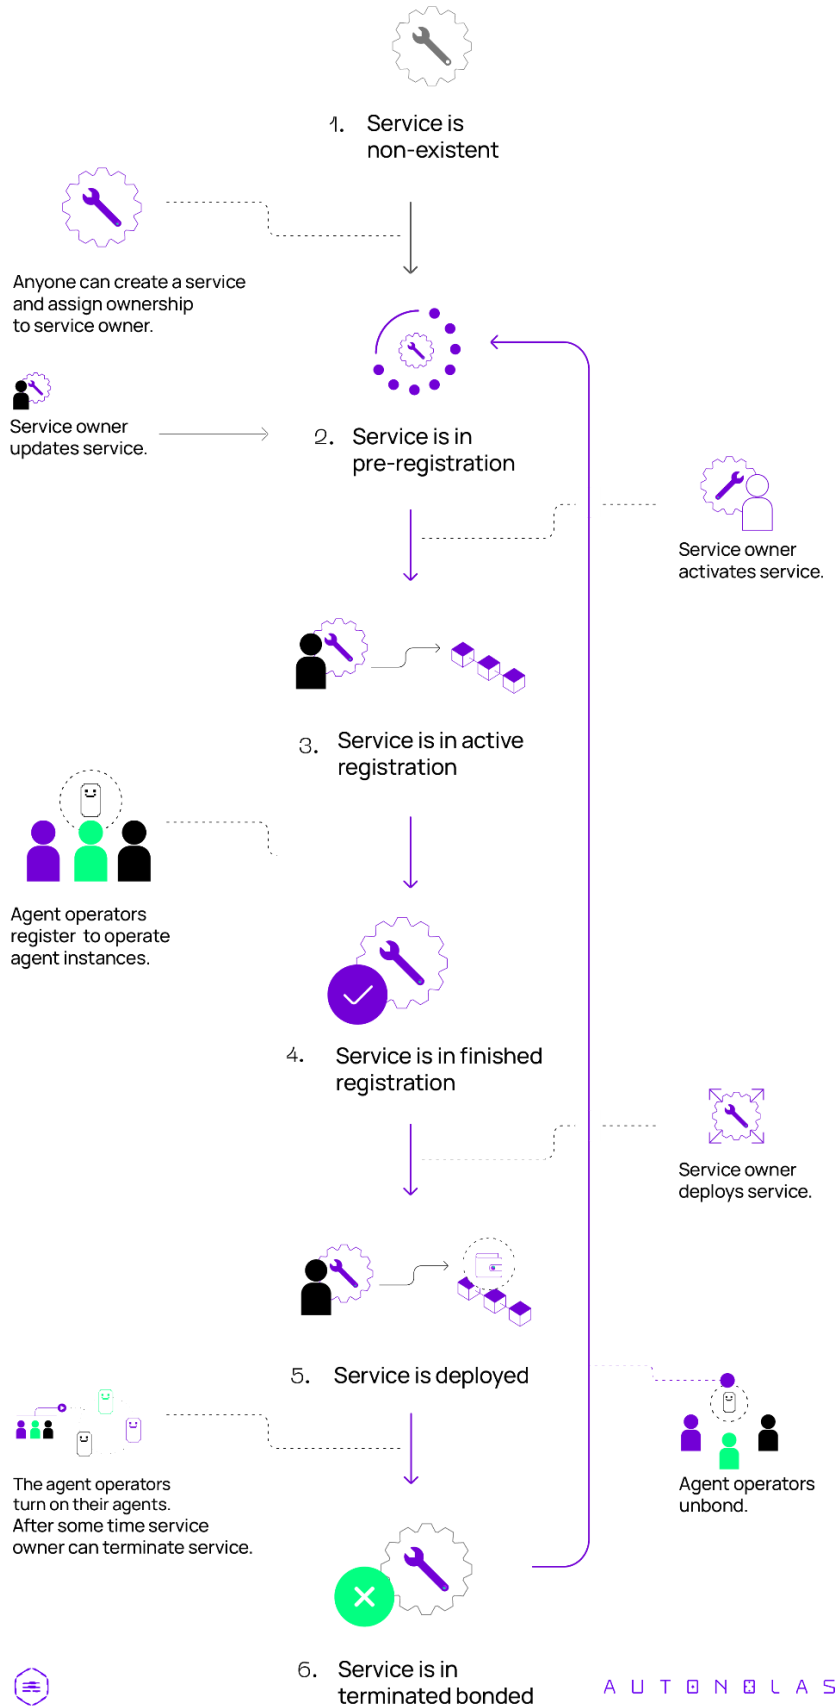 1. Service is
non-existent
Anyone can create a service
and assign ownership
to service owner.
Service owner
updates service.
2. Service is in
pre-registration
Service owner
activates service.
3. Service is in active
registration
Agent operators
register to operate
agent instances.
4. Service is in finished
registration
Service owner
deploys service.
5. Service is deployed
The agent operators
turn on their agents.
After some time service
owner can terminate service.
Agent operators
unbond.
6. Service is in
terminated bonded
AUTONOLAS